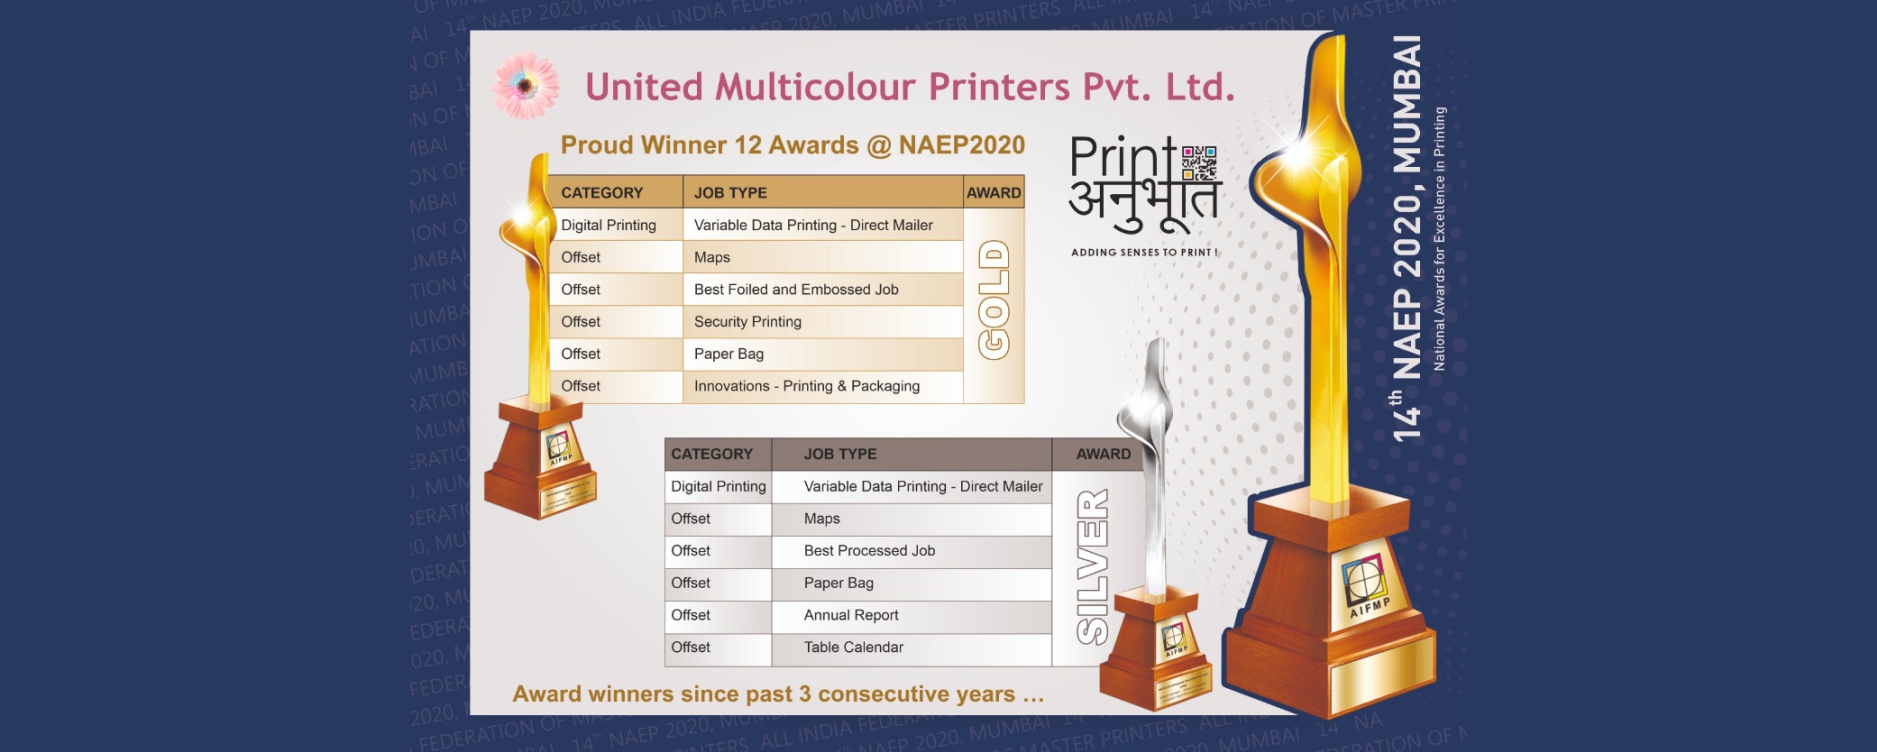 United Multicolour Printers Pvt. Ltd.
Proud Winner 12 Awards @ NAEP2020
CATEGORY JOB TYPE AWARD
Digital Printing Variable Data Printing - Direct Mailer
Offset Maps
Offset Best Foiled and Embossed Job
Offset Security Printing
Offset Paper Bag
Offset Innovations - Printing & Packaging
GOLD
Print
अनुभूत
ADDING SENSES TO PRINT !
CATEGORY JOB TYPE AWARD
Digital Printing Variable Data Printing - Direct Mailer
Offset Maps
Offset Best Processed Job
Offset Paper Bag
Offset Annual Report
Offset Table Calendar
SILVER
Award winners since past 3 consecutive years ...
14th NAEP 2020, MUMBAI
National Awards for Excellence in Printing
AIFMP
AIFMP
AIFMP